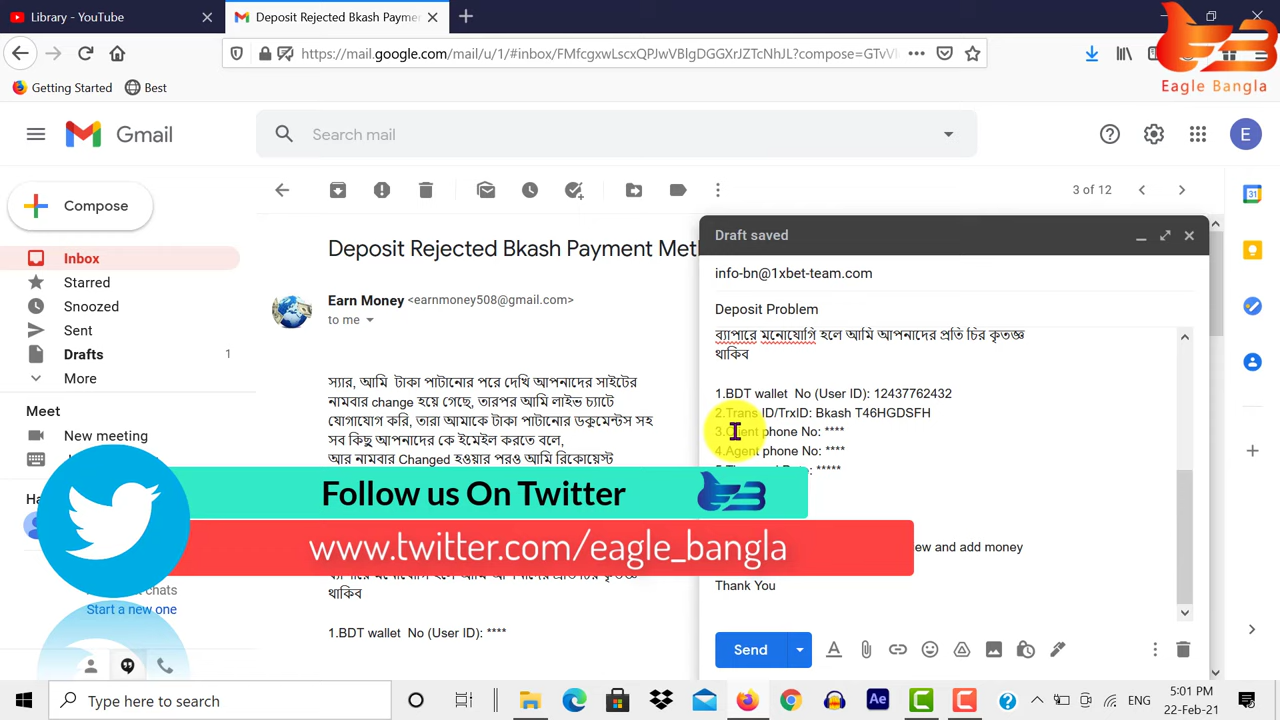 Library - YouTube
Deposit Rejected Bkash Paymer
https://mail.google.com/mail/u/1/#inbox/FMfcgxwLscxQPJwVBlgDGGXrJZTcNhJL?compose=GTvVl
Getting Started
Best
Eagle Bangla
Gmail
Search mail
E
Compose
3 of 12
31
Inbox
Starred
Snoozed
Sent
Drafts 1
More
Meet
New meeting
Start a new one
Deposit Rejected Bkash Payment Met
Earn Money <earnmoney508@gmail.com>
to me
স্যার, আমি টাকা পাটানোর পরে দেখি আপনাদের সাইটের
নামবার change হয়ে গেছে, তারপর আমি লাইভ চ্যাটে
যোগাযোগ করি, তারা আমাকে টাকা পাটানোর ডকুমেন্টস সহ
সব কিছু আপনাদের কে ইমেইল করতে বলে,
আর নামবার Changed হওয়ার পরও আমি রিকোয়েস্ট
থাকিব
1.BDT wallet No (User ID): ****
Draft saved
info-bn@1xbet-team.com
Deposit Problem
ব্যাপারে মনোযোগি হলে আমি আপনাদের প্রতি চির কৃতজ্ঞ
থাকিব
1.BDT wallet No (User ID): 12437762432
2.Trans ID/TrxID: Bkash T46HGDSFH
phone No: ****
4.Agent phone No: ****
and add money
Thank You
Send
Follow us On Twitter
www.twitter.com/eagle_bangla
Type here to search
Ae
ENG
5:01 PM
22-Feb-21